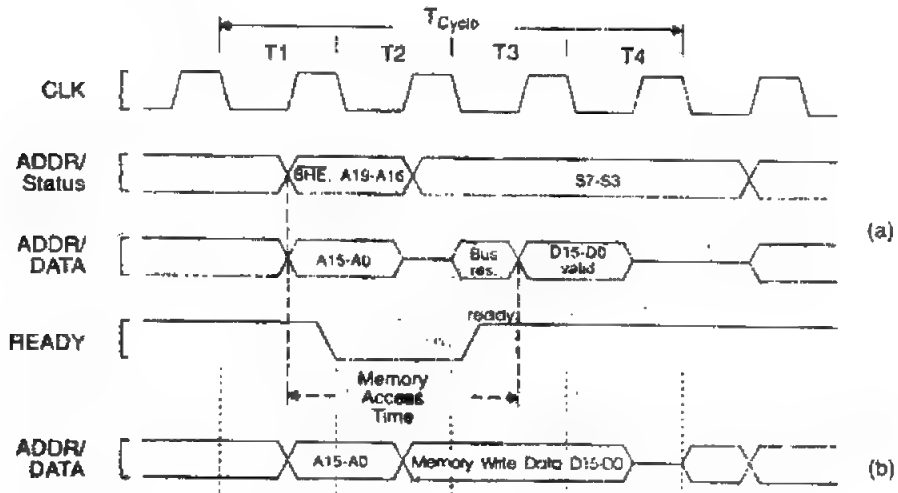 TCyclo
T1 T2 T3 T4
CLK
ADDR/
Status
BHE, A19-A16
S7-S3
(a)
ADDR/
DATA
A15-A0
Bus
res.
D15-D0
valid
READY
ready
Memory
Access
Time
ADDR/
DATA
A15-A0
Memory Write Data D15-D0
(b)